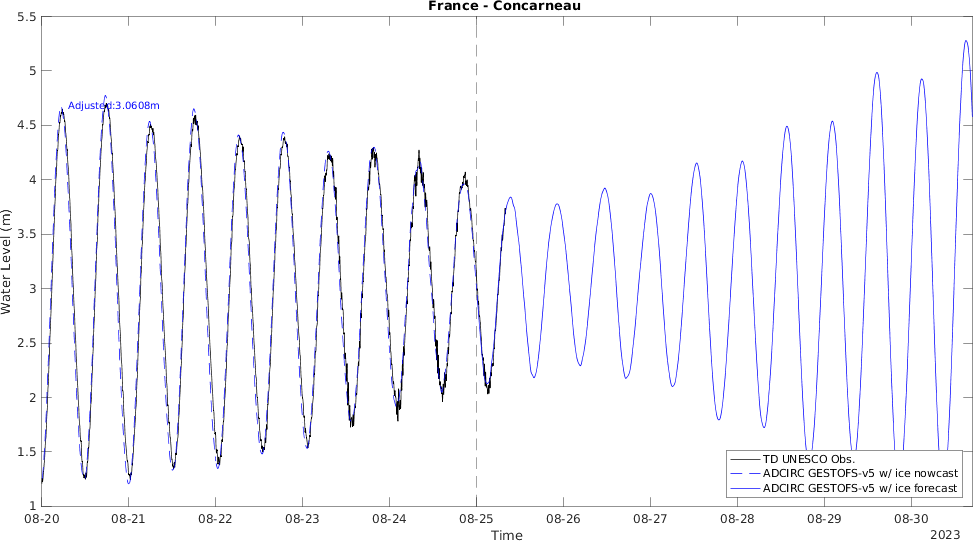 France - Concarneau
5.5
5
4.5
4
3.5
3
2.5
2
1.5
1
Water Level (m)
Adjusted:3.0608m
TD UNESCO Obs.
ADCIRC GESTOFS-v5 w/ ice nowcast
ADCIRC GESTOFS-v5 w/ ice forecast
08-20 08-21 08-22 08-23 08-24 08-25 08-26 08-27 08-28 08-29 08-30
Time
2023